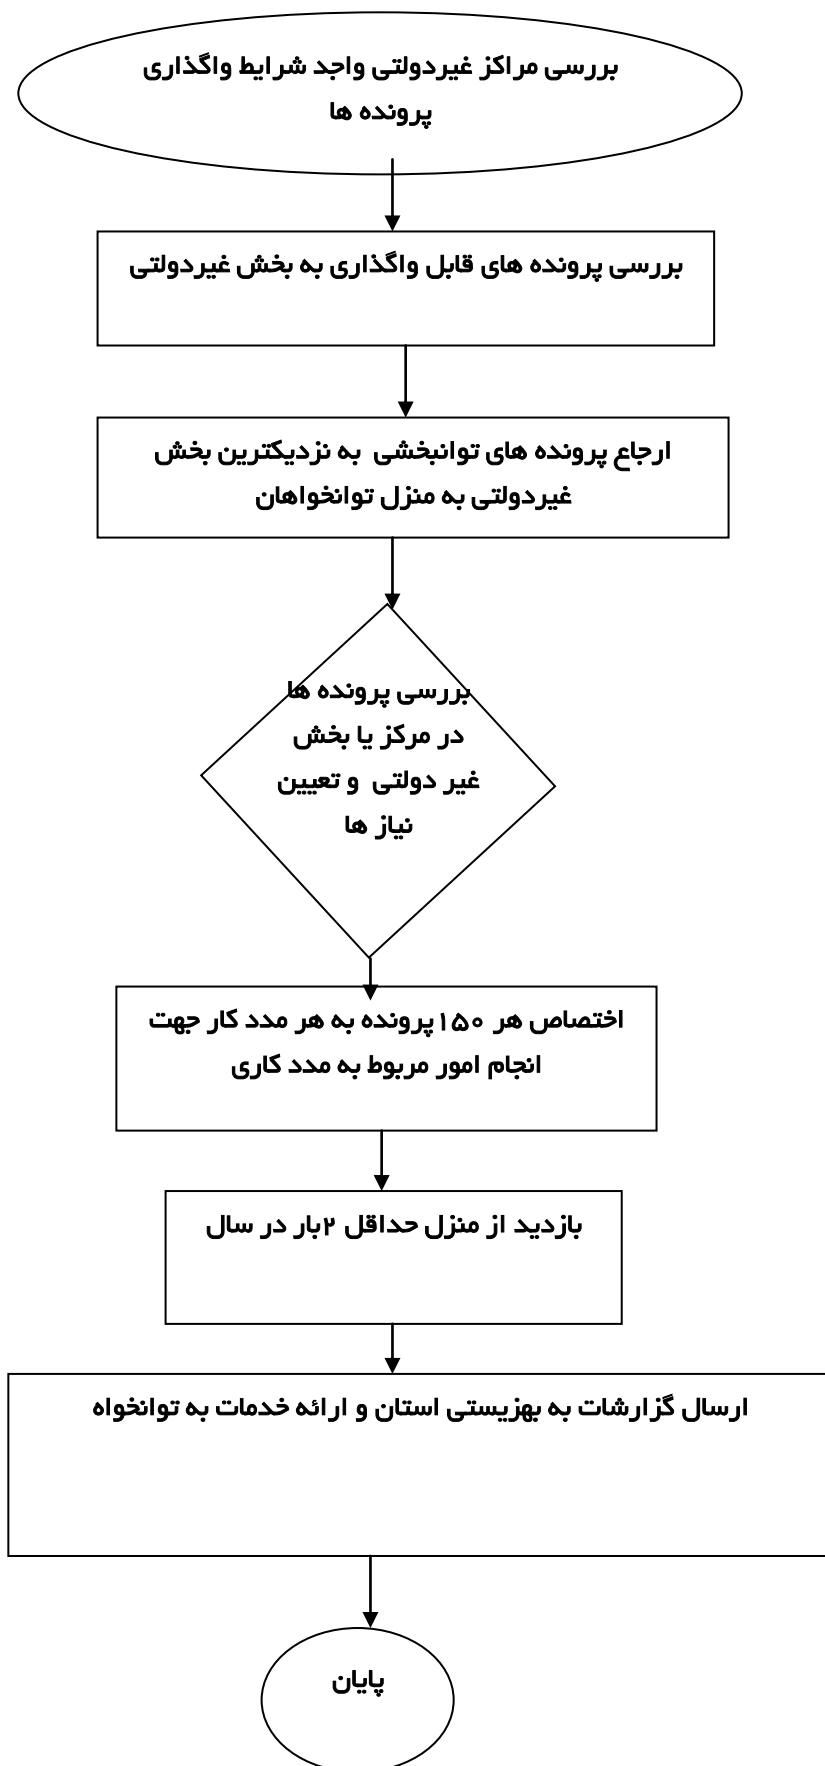 بررسی مراکز غیردولتی واجد شرایط واگذاری
پرونده ها
بررسی پرونده های قابل واگذاری به بخش غیردولتی
ارجاع پرونده های توانبخشی به نزدیکترین بخش
غیردولتی به منزل توانخواهان
بررسی پرونده ها
در مرکز یا بخش
غیر دولتی و تعیین
نیاز ها
اختصاص هر ۱۵۰پرونده به هر مدد کار جهت
انجام امور مربوط به مدد کاری
بازدید از منزل حداقل ۲بار در سال
ارسال گزارشات به بهزیستی استان و ارائه خدمات به توانخواه
پایان